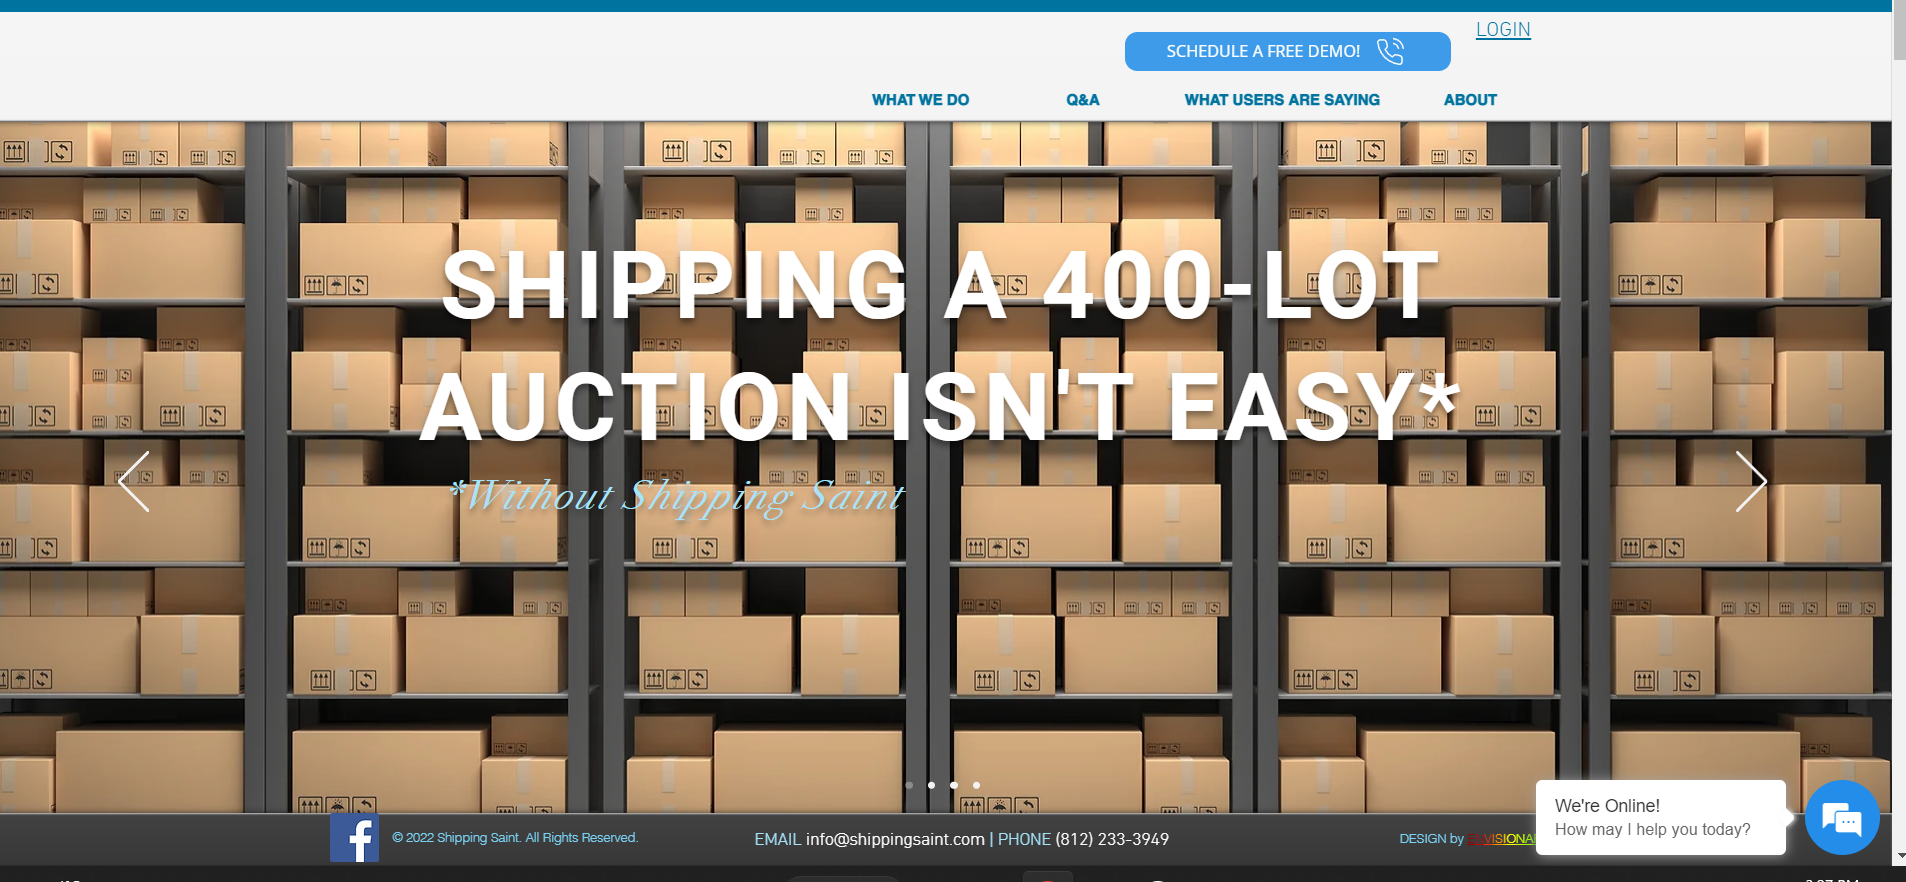 LOGIN
SCHEDULE A FREE DEMO!
WHAT WE DO Q&A WHAT USERS ARE SAYING ABOUT
SHIPPING A 400-LOT
AUCTION ISN'T EASY*
*Without Shipping Saint
We're Online!
How may I help you today?
© 2022 Shipping Saint. All Rights Reserved.
EMAIL info@shippingsaint.com | PHONE (812) 233-3949
DESIGN by